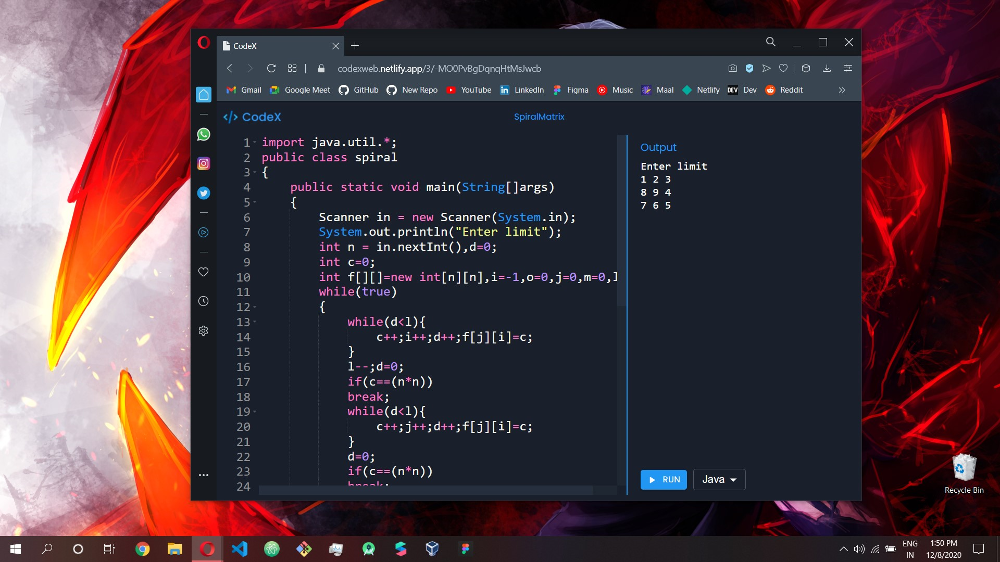 CodeX
codexweb.netlify.app/3/-MO0PvBgDqnqHtMsJwcb
Gmail Google Meet GitHub New Repo YouTube LinkedIn Figma Music Maal Netlify DEV Dev Reddit
</> CodeX
SpiralMatrix
1 import java.util.*;
2 public class spiral
3 {
4 public static void main(String[]args)
5 {
6 Scanner in = new Scanner(System.in);
7 System.out.println("Enter limit");
8 int n = in.nextInt(),d=0;
9 int c=0;
10 int f[][]=new int[n][n],i=-1,o=0,j=0,m=0,l
11 while(true)
12 {
13 while(d<l){
14 c++;i++;d++;f[j][i]=c;
15 }
16 l--;d=0;
17 if(c==(n*n))
18 break;
19 while(d<l){
20 c++;j++;d++;f[j][i]=c;
21 }
22 d=0;
23 if(c==(n*n))
24 break;
Output
Enter limit
1 2 3
8 9 4
7 6 5
RUN Java
Recycle Bin
ENG
IN
1:50 PM
12/8/2020